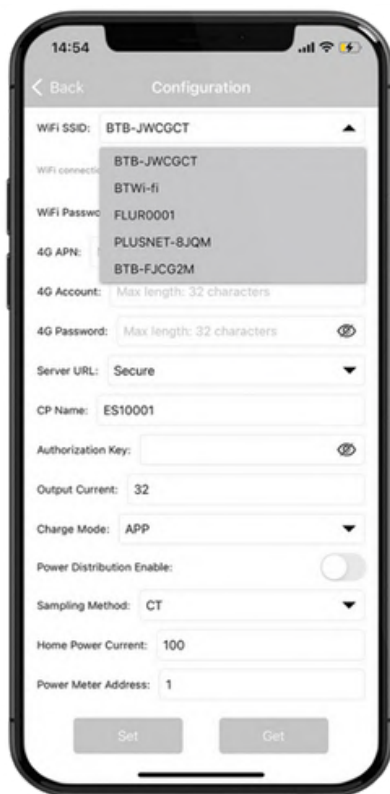 14:54
Back Configuration
WiFi SSID: BTB-JWCGCT
BTB-JWCGCT
WiFi connecti
BTWi-fi
WiFi Passwo FLUR0001
PLUSNET-8JQM
4G APN:
BTB-FJCG2M
4G Account: Max length: 32 characters
4G Password: Max length: 32 characters
Server URL: Secure
CP Name: ES10001
Authorization Key:
Output Current: 32
Charge Mode: APP
Power Distribution Enable:
Sampling Method: CT
Home Power Current: 100
Power Meter Address: 1
Set Get